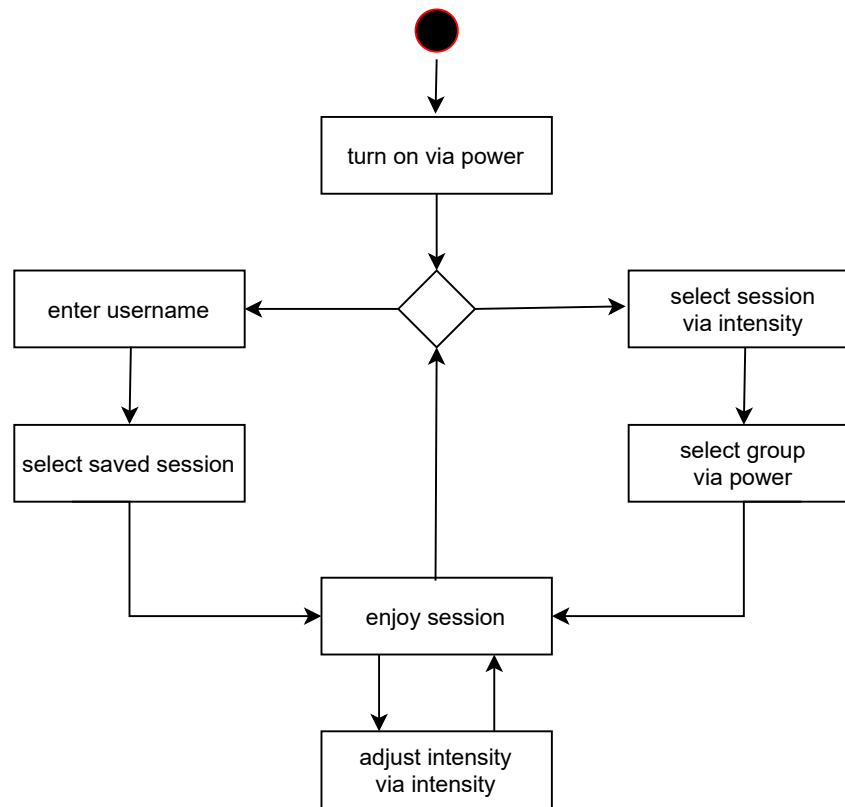 turn on via power
enter username
select session
via intensity
select saved session
select group
via power
enjoy session
adjust intensity
via intensity